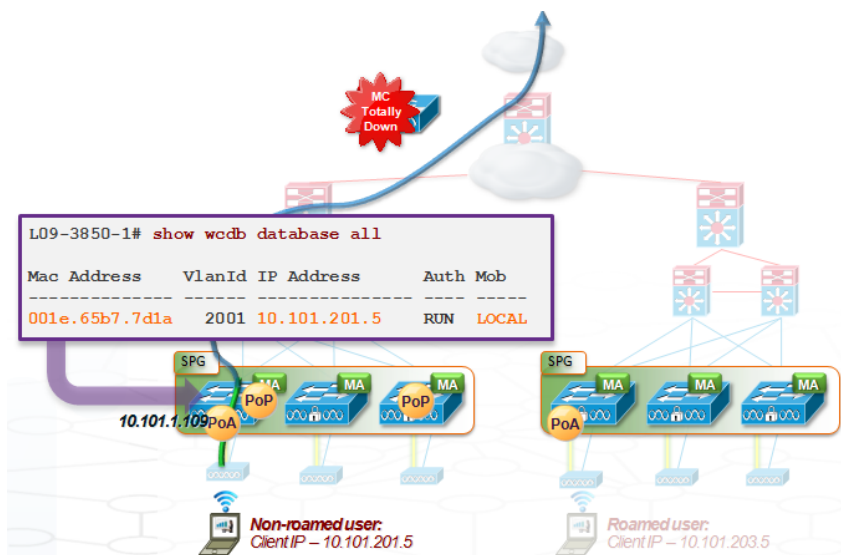 MC
Totally
Down
L09-3850-1# show wcdb database all
Mac Address VlanId IP Address Auth Mob
-------------- ------ --------------- ---- -----
001e.65b7.7d1a 2001 10.101.201.5 RUN LOCAL
SPG
MA
MA
MA
PoP
PoP
10.101.1.109
PoA
SPG
MA
MA
MA
PoA
Non-roamed user:
Client IP – 10.101.201.5
Roamed user:
Client IP – 10.101.203.5